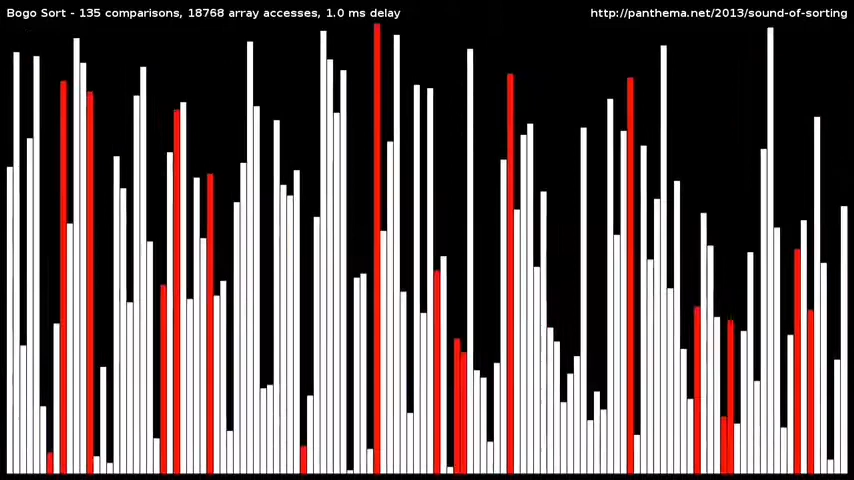 Bogo Sort - 135 comparisons, 18768 array accesses, 1.0 ms delay
http://panthema.net/2013/sound-of-sorting